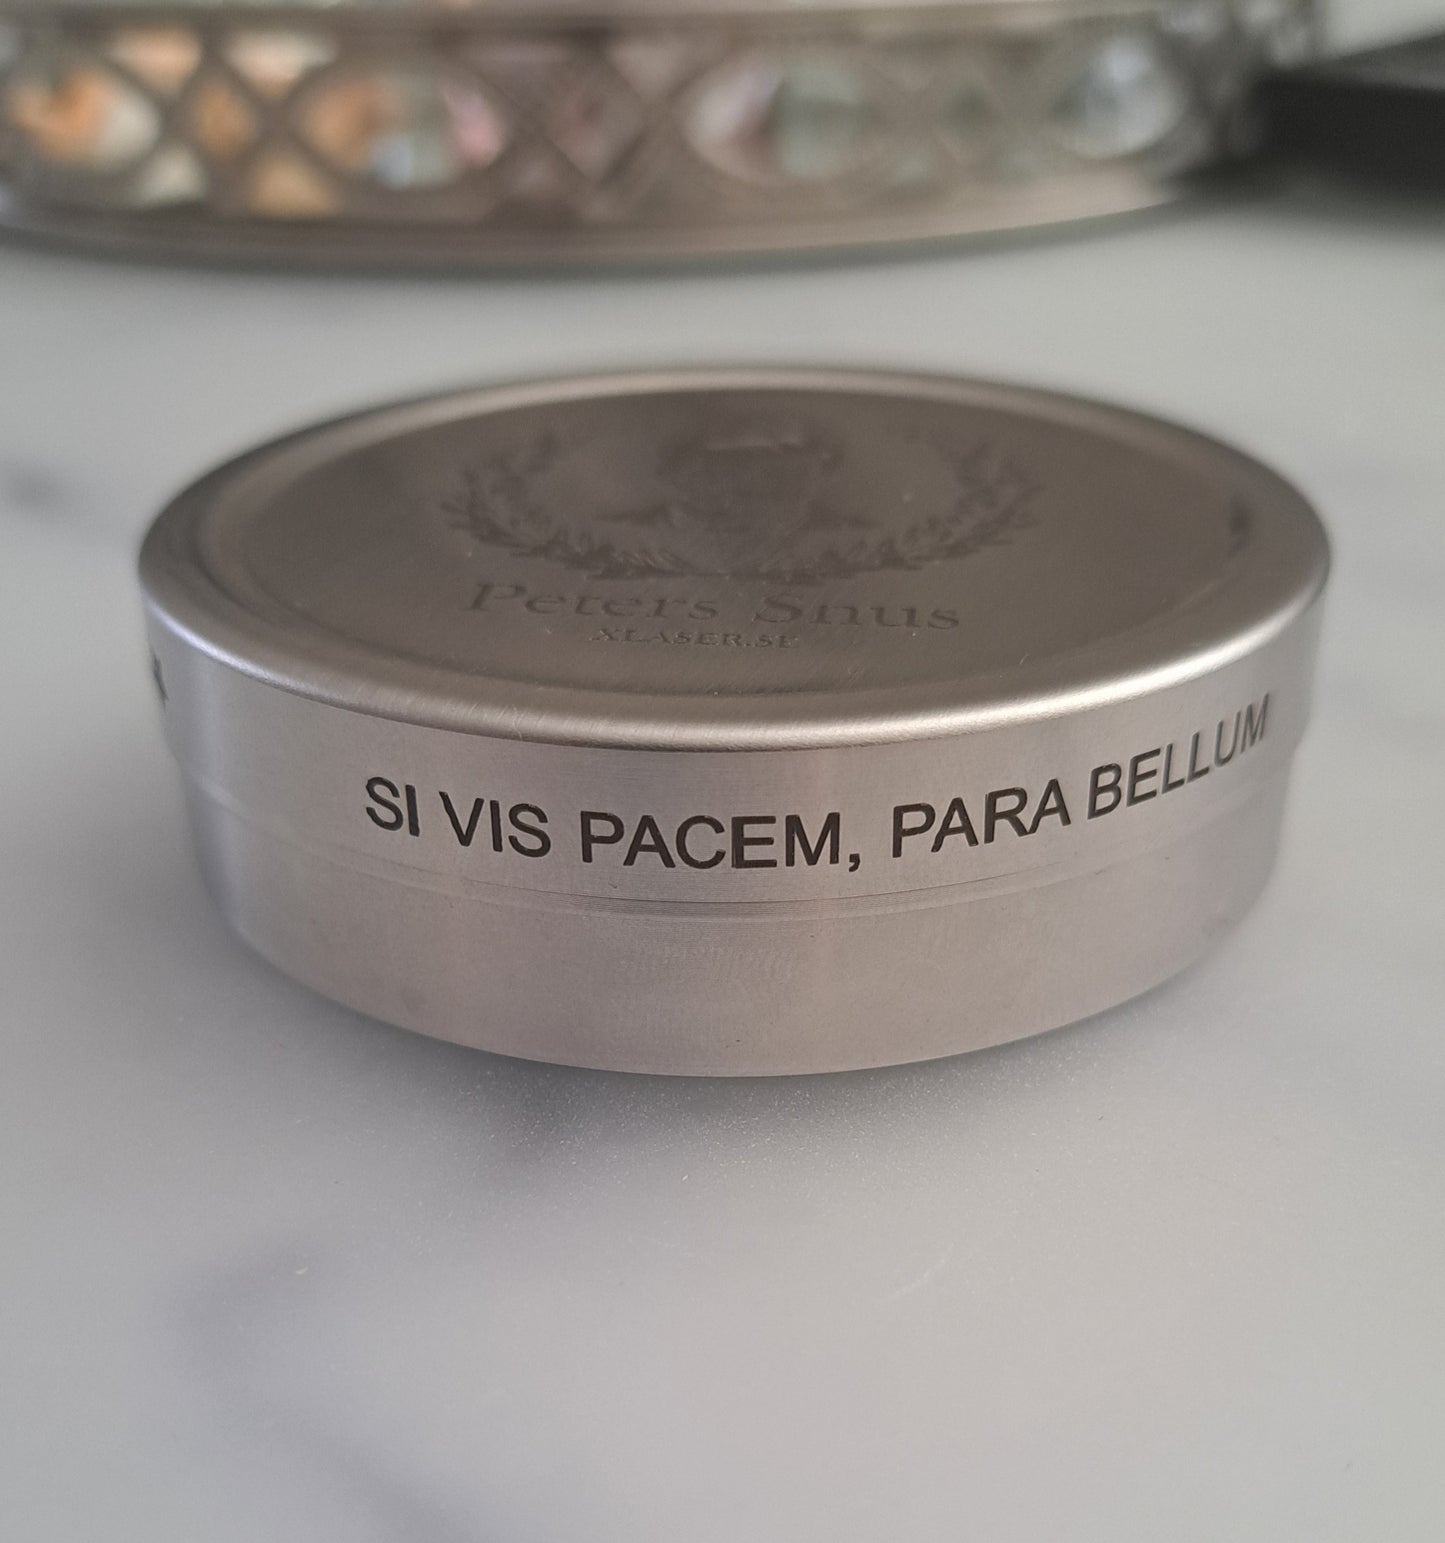 Peters Snus
XLASER.SE
SI VIS PACEM, PARA BELLUM